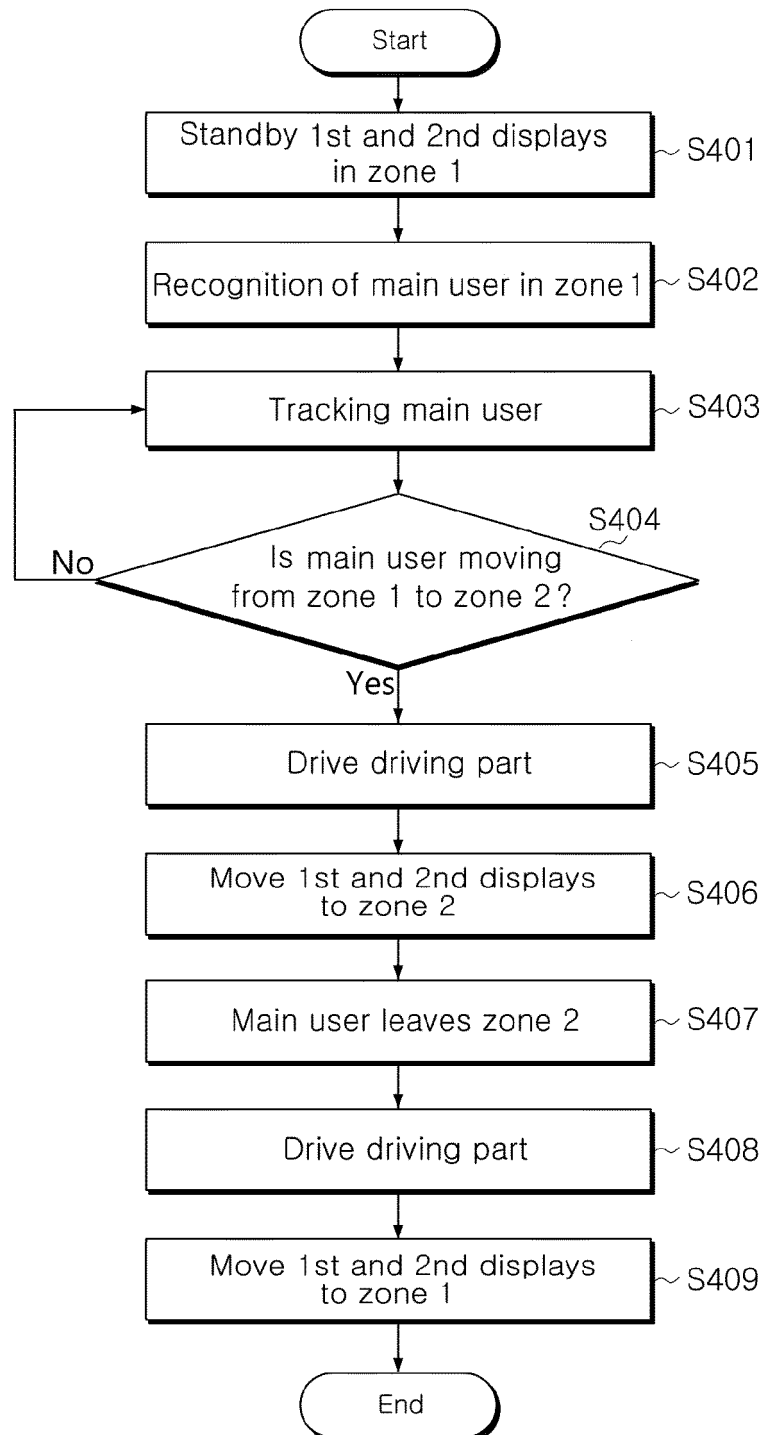 Start
Standby 1st and 2nd displays
in zone 1
S401
Recognition of main user in zone 1
S402
Tracking main user
S403
S404
Is main user moving
from zone 1 to zone 2?
No
Yes
Drive driving part
S405
Move 1st and 2nd displays
to zone 2
S406
Main user leaves zone 2
S407
Drive driving part
S408
Move 1st and 2nd displays
to zone 1
S409
End